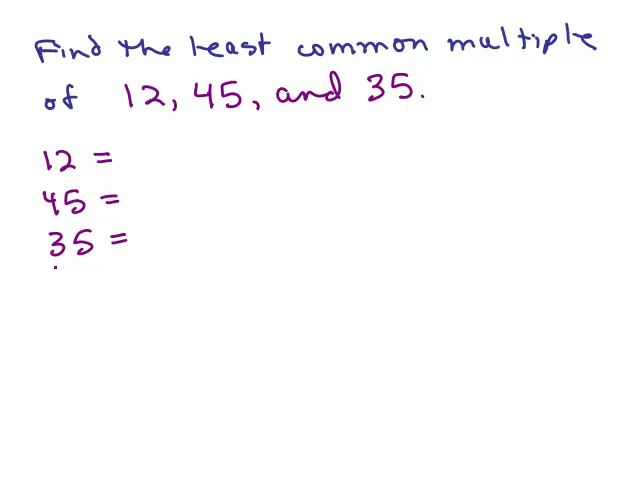 Find the least common multiple
of 12, 45, and 35.
12 =
45 =
35 =